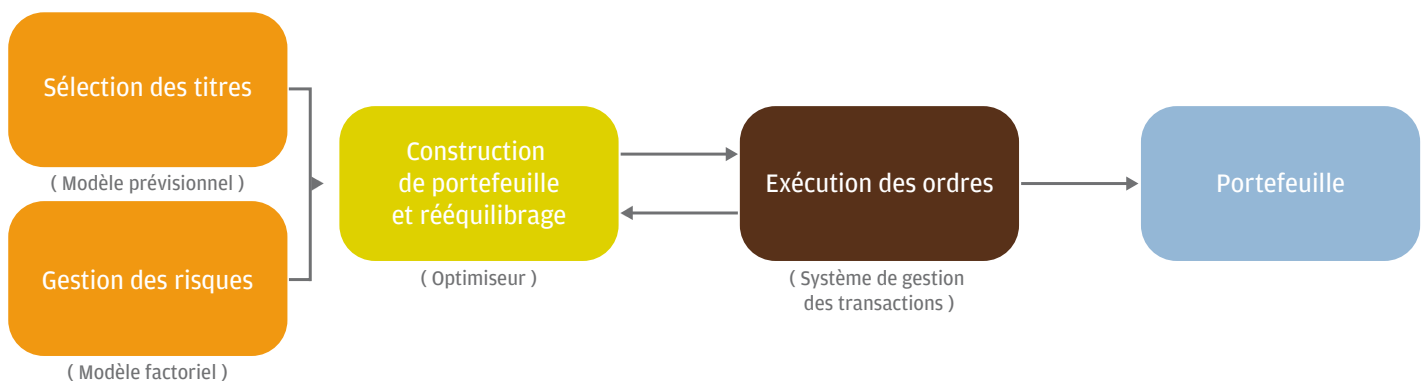 Sélection des titres
( Modèle prévisionnel )
Gestion des risques
( Modèle factoriel )
Construction
de portefeuille
et rééquilibrage
( Optimiseur )
Exécution des ordres
( Système de gestion
des transactions )
Portefeuille